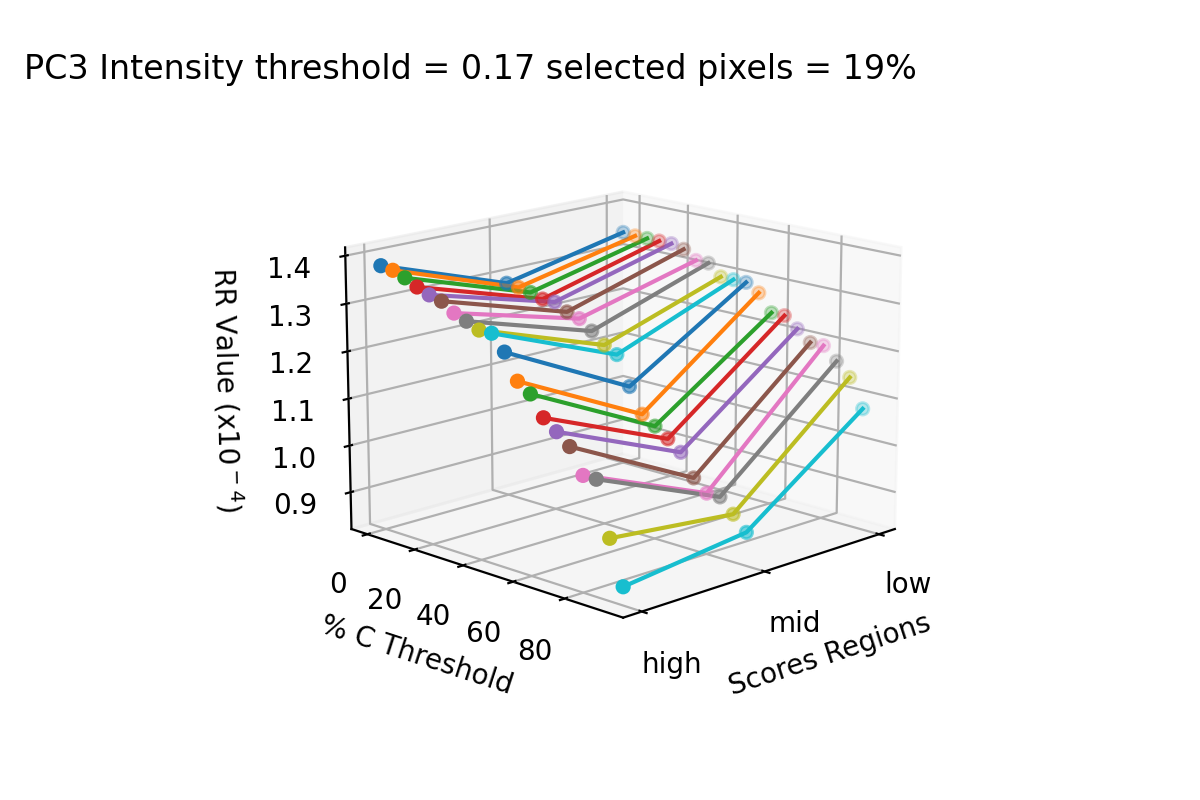 PC3 Intensity threshold = 0.17 selected pixels = 19%
1.4
1.3
1.2
1.1
1.0
0.9
RR Value (x10⁻⁴)
0
20
40
60
80
% C Threshold
high
mid
low
Scores Regions